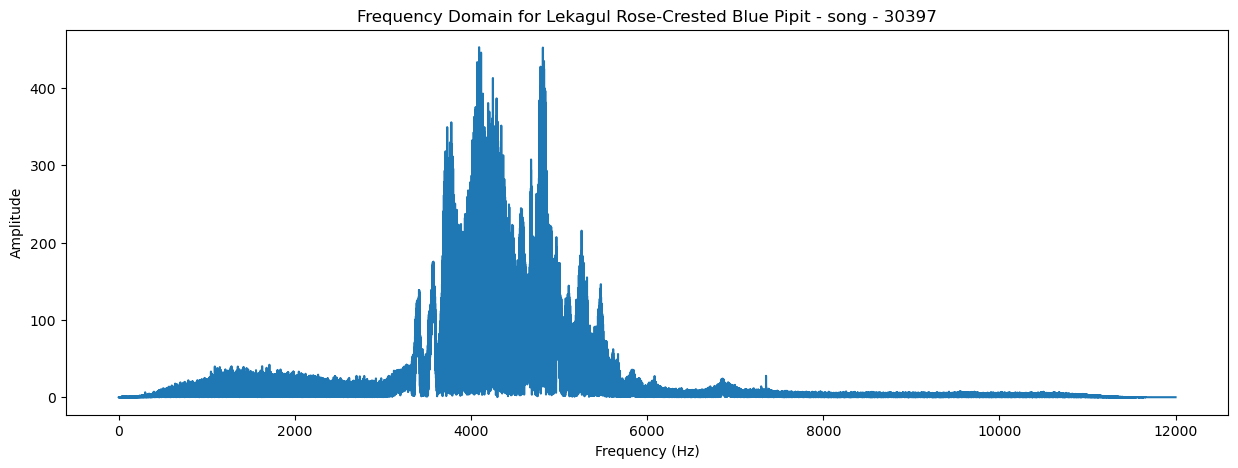 Frequency Domain for Lekagul Rose-Crested Blue Pipit - song - 30397
Amplitude
400
300
200
100
0
0 2000 4000 6000 8000 10000 12000
Frequency (Hz)